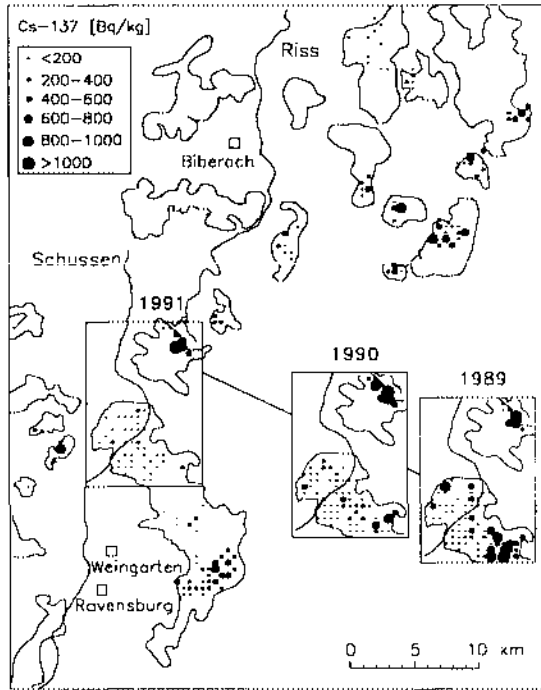 Cs-137 [Bq/kg]
<200
200-400
400-600
600-800
800-1000
>1000
Riss
Biberach
Schussen
1991
1990
1989
Weingarten
Ravensburg
0 5 10 km